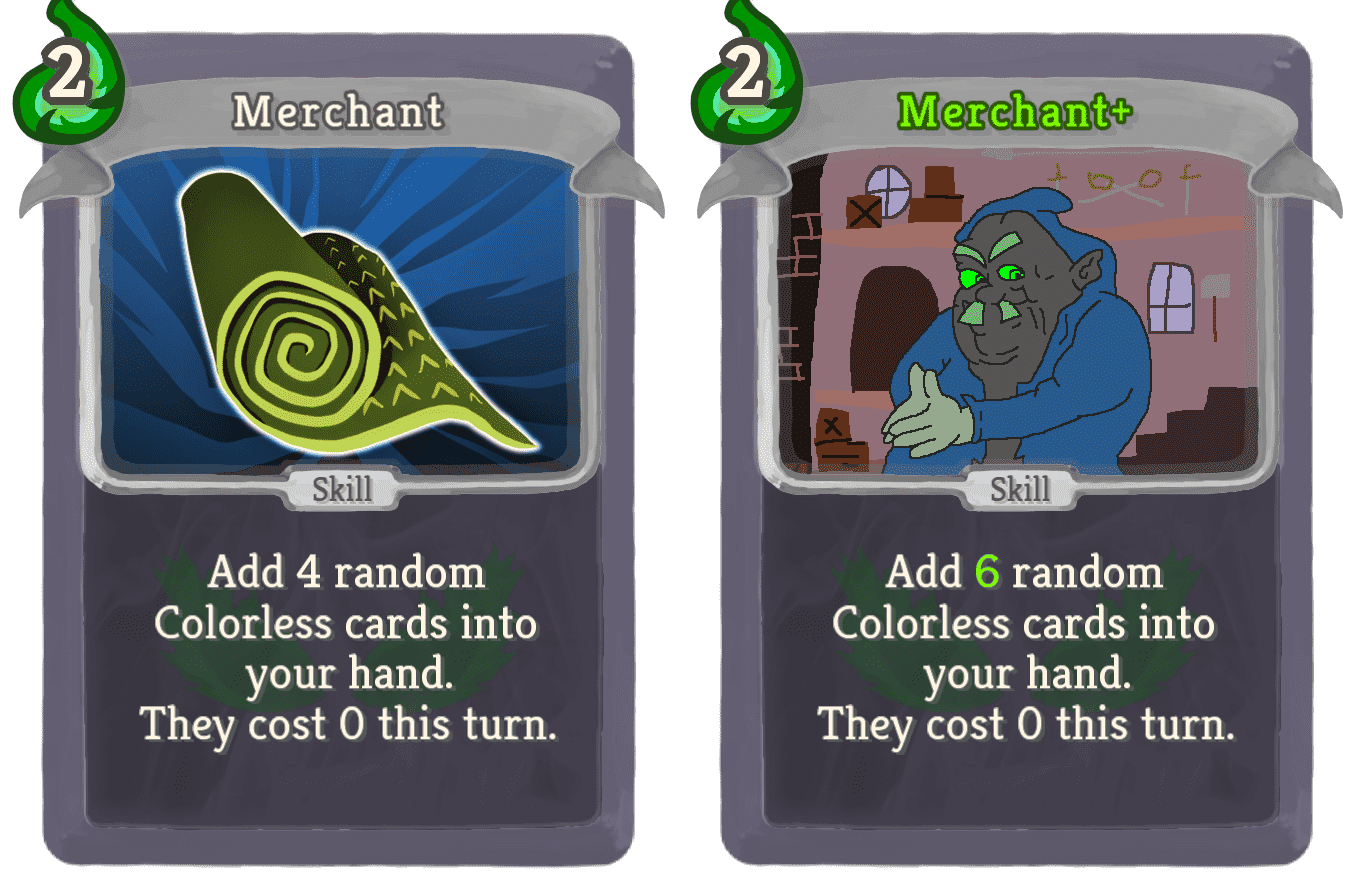 2
Merchant
Skill
Add 4 random
Colorless cards into
your hand.
They cost 0 this turn.
2
Merchant+
Skill
Add 6 random
Colorless cards into
your hand.
They cost 0 this turn.